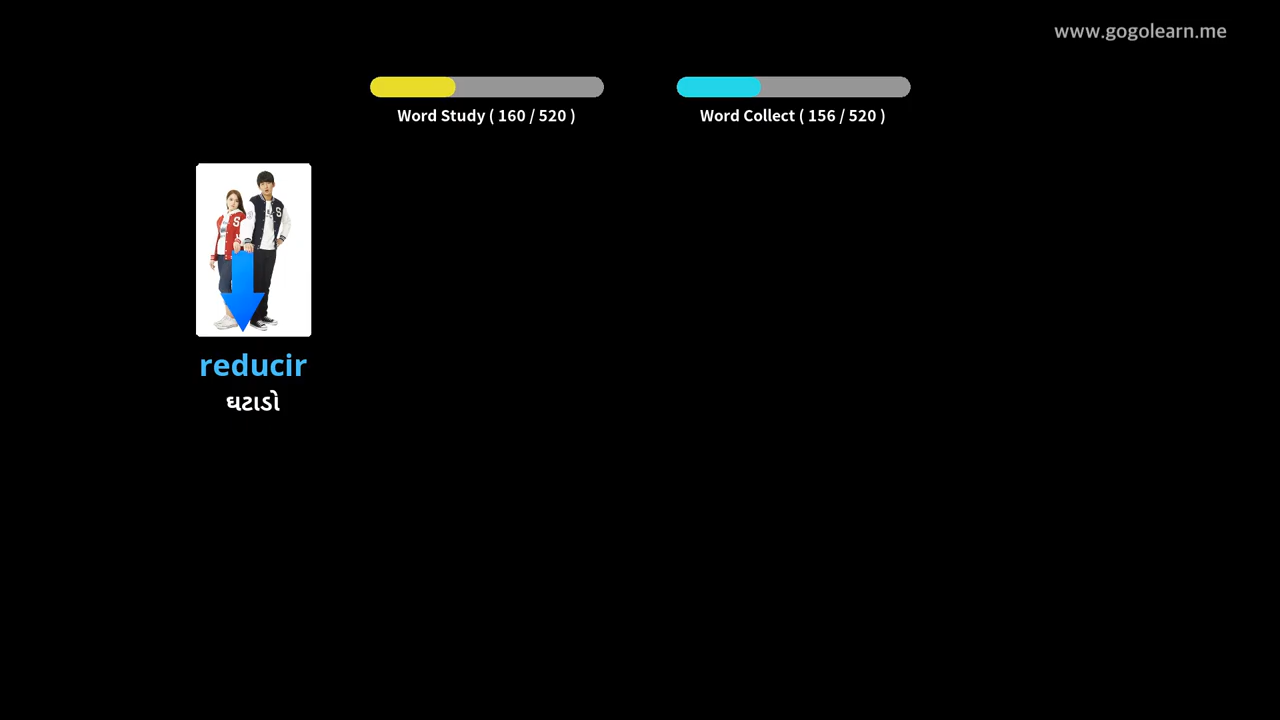 www.gogolearn.me
Word Study ( 160 / 520 )
Word Collect ( 156 / 520 )
S
S
reducir
ઘટાડો